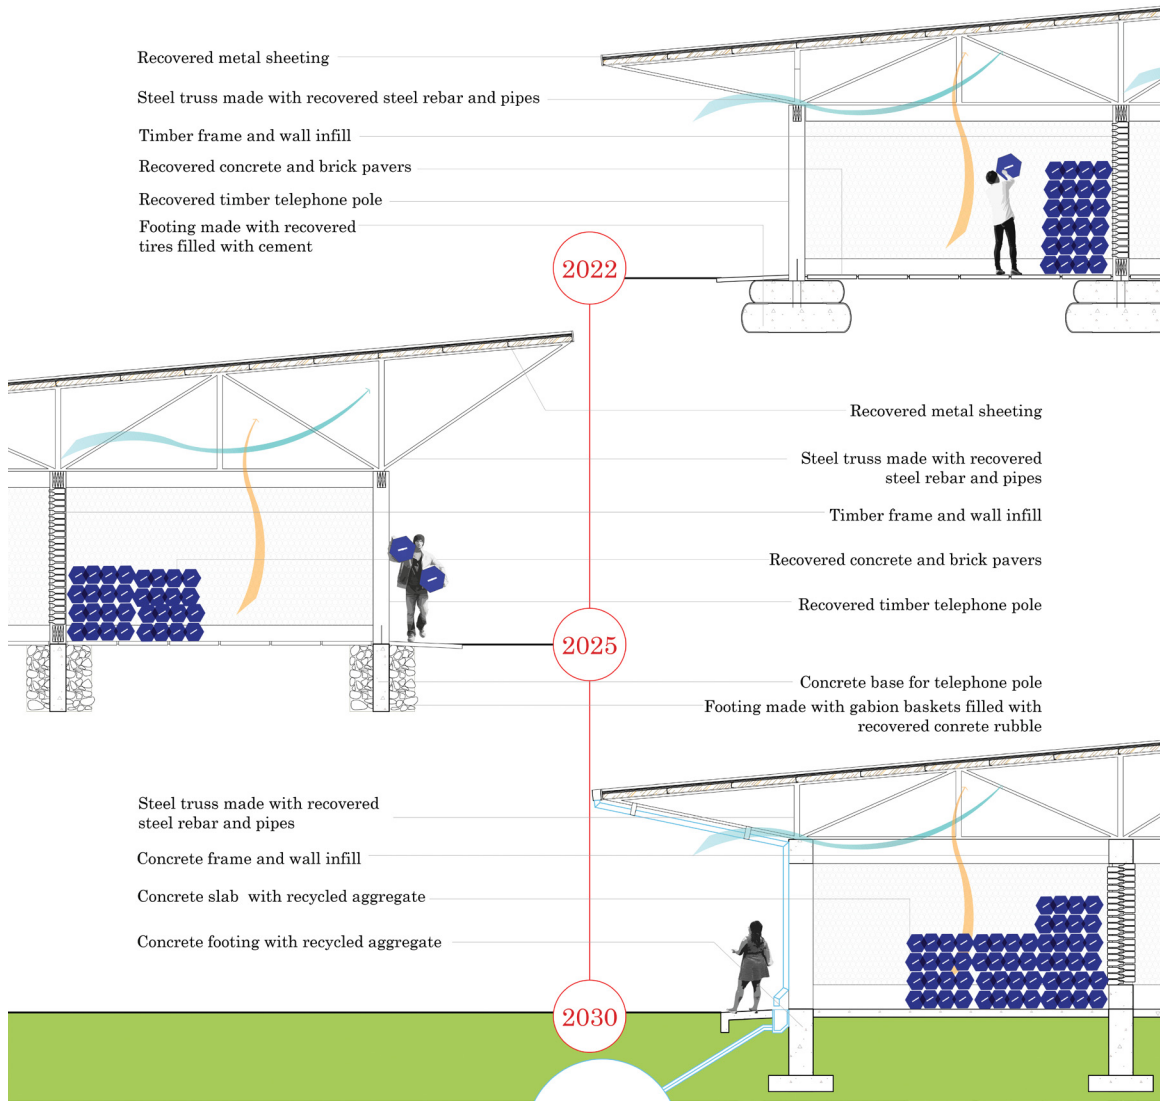 Recovered metal sheeting
Steel truss made with recovered steel rebar and pipes
Timber frame and wall infill
Recovered concrete and brick pavers
Recovered timber telephone pole
Footing made with recovered
tires filled with cement
2022
Recovered metal sheeting
Steel truss made with recovered
steel rebar and pipes
Timber frame and wall infill
Recovered concrete and brick pavers
Recovered timber telephone pole
2025
Concrete base for telephone pole
Footing made with gabion baskets filled with
recovered conrete rubble
Steel truss made with recovered
steel rebar and pipes
Concrete frame and wall infill
Concrete slab  with recycled aggregate
Concrete footing with recycled aggregate
2030